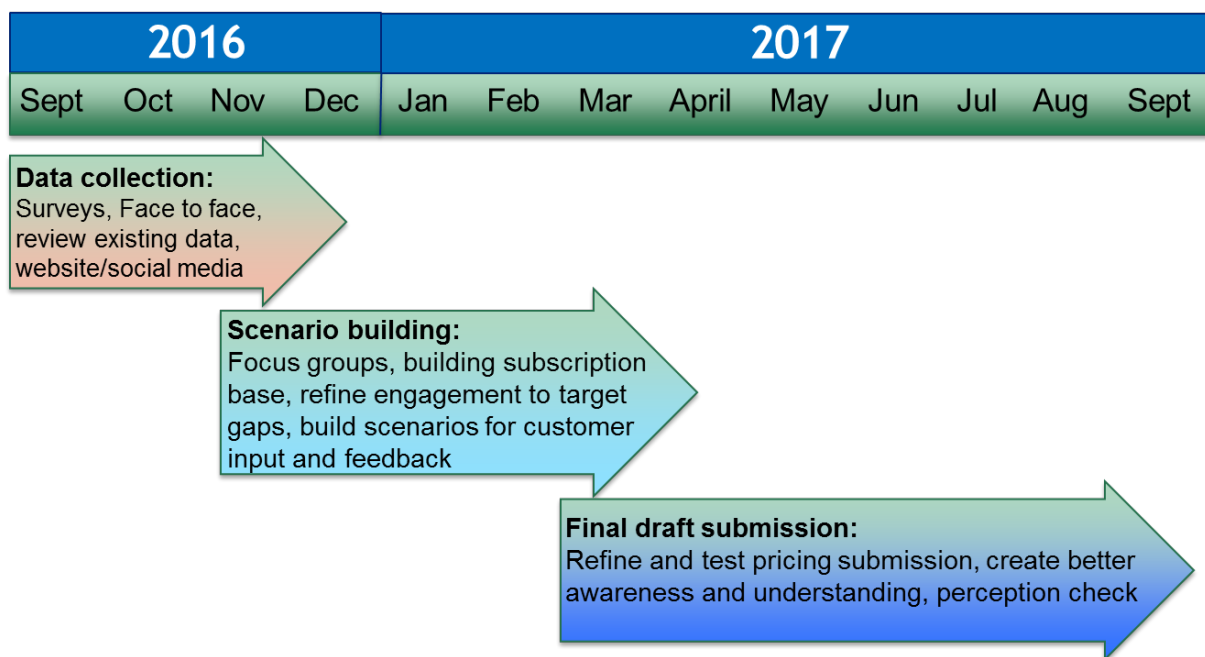 2016 2017
Sept Oct Nov Dec Jan Feb Mar April May Jun Jul Aug Sept
Data collection:
Surveys, Face to face,
review existing data,
website/social media
Scenario building:
Focus groups, building subscription
base, refine engagement to target
gaps, build scenarios for customer
input and feedback
Final draft submission:
Refine and test pricing submission, create better
awareness and understanding, perception check